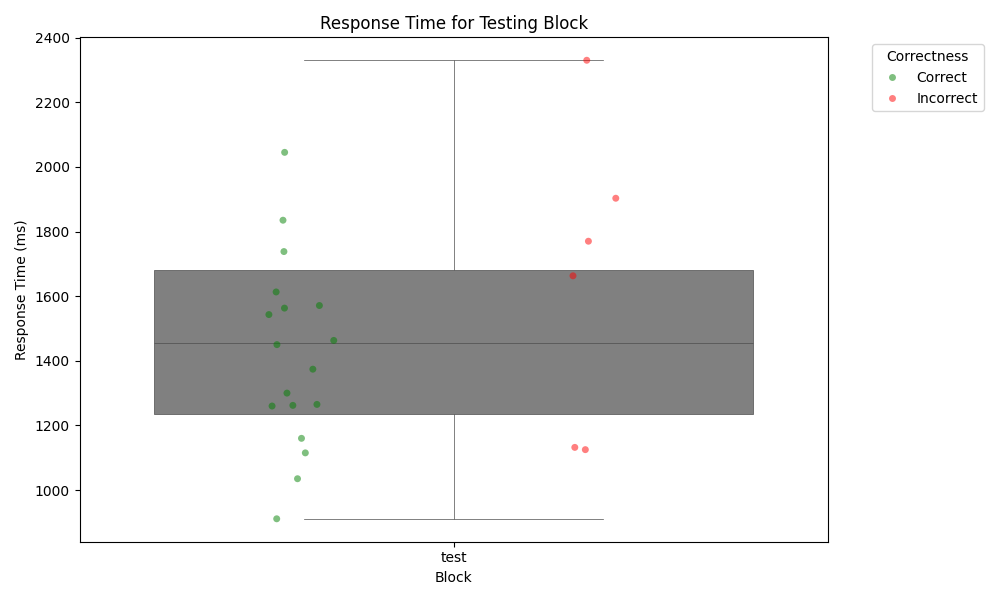 Response Time for Testing Block
Correctness
Correct
Incorrect
Response Time (ms)
2400
2200
2000
1800
1600
1400
1200
1000
test
Block